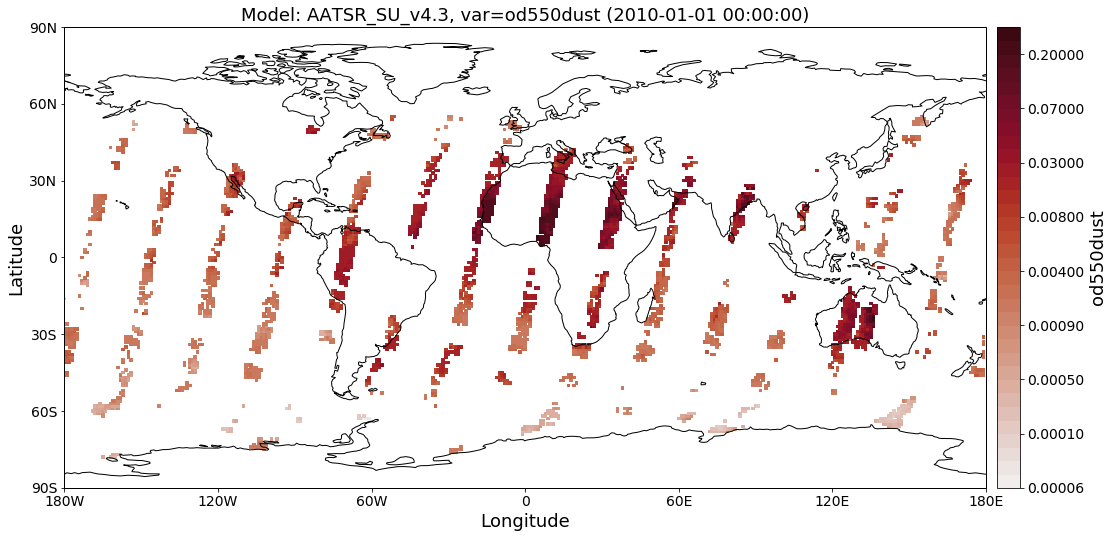 Model: AATSR_SU_v4.3, var=od550dust (2010-01-01 00:00:00)
90N
60N
30N
0
30S
60S
90S
Latitude
180W
120W
60W
0
60E
120E
180E
Longitude
0.20000
0.07000
0.03000
0.00800
0.00400
0.00090
0.00050
0.00010
0.00006
od550dust